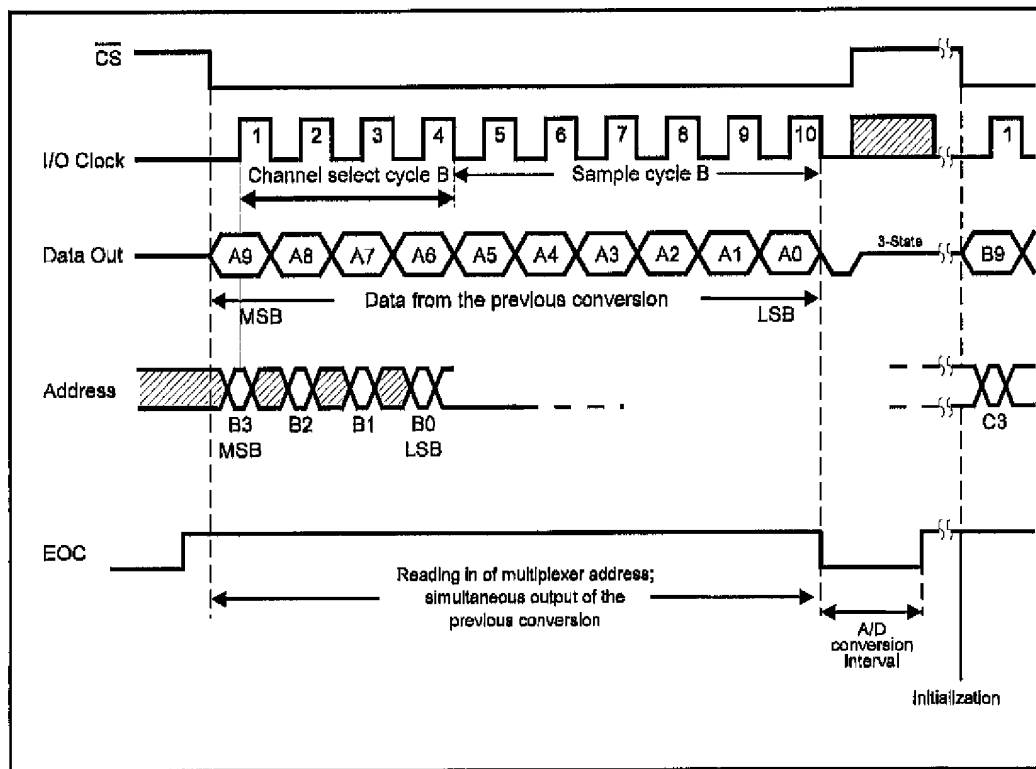 CS
I/O Clock
1 2 3 4 5 6 7 8 9 10 1
Channel select cycle B
Sample cycle B
Data Out
A9 A8 A7 A6 A5 A4 A3 A2 A1 A0
3-State
B9
Data from the previous conversion
MSB
LSB
Address
B3 B2 B1 B0
C3
MSB
LSB
EOC
Reading in of multiplexer address;
simultaneous output of the
previous conversion
A/D
conversion
interval
Initialization